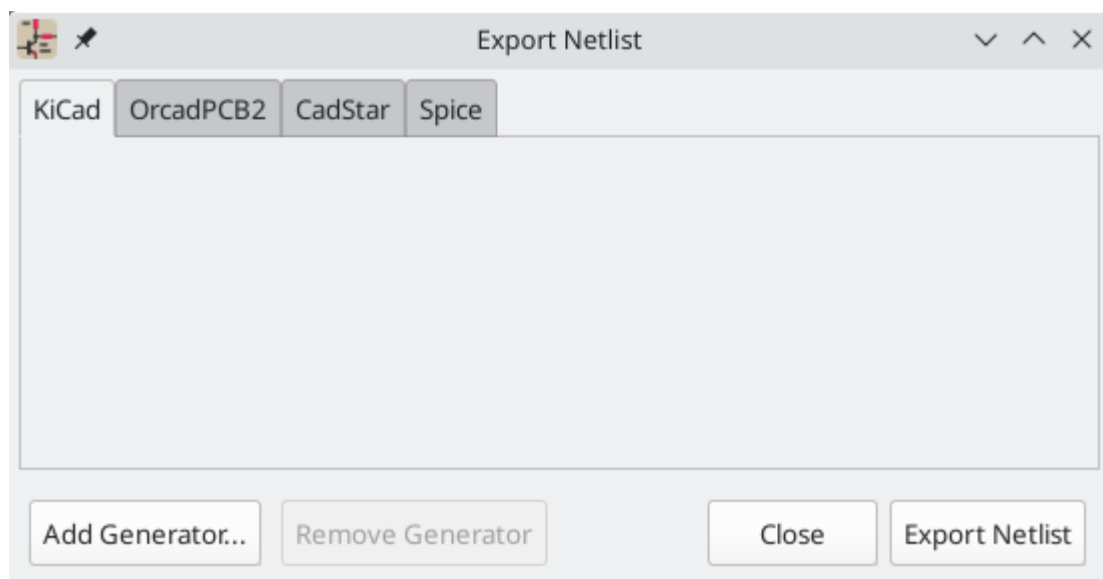 Export Netlist
KiCad OrcadPCB2 CadStar Spice
Add Generator... Remove Generator Close Export Netlist